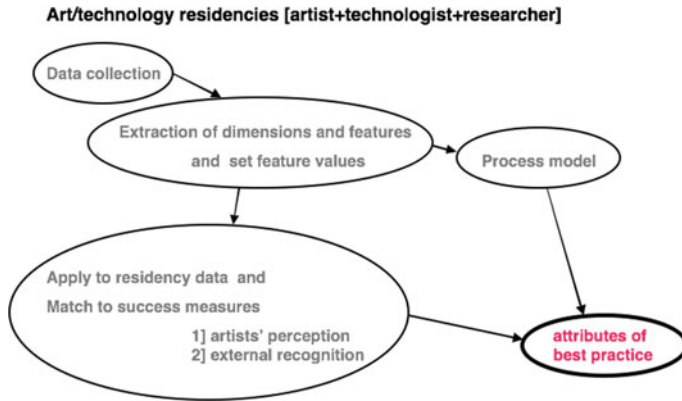 Art/technology residencies [artist+technologist+researcher]
Data collection
Extraction of dimensions and features
and set feature values
Process model
Apply to residency data and
Match to success measures
1] artists' perception
2] external recognition
attributes of
best practice